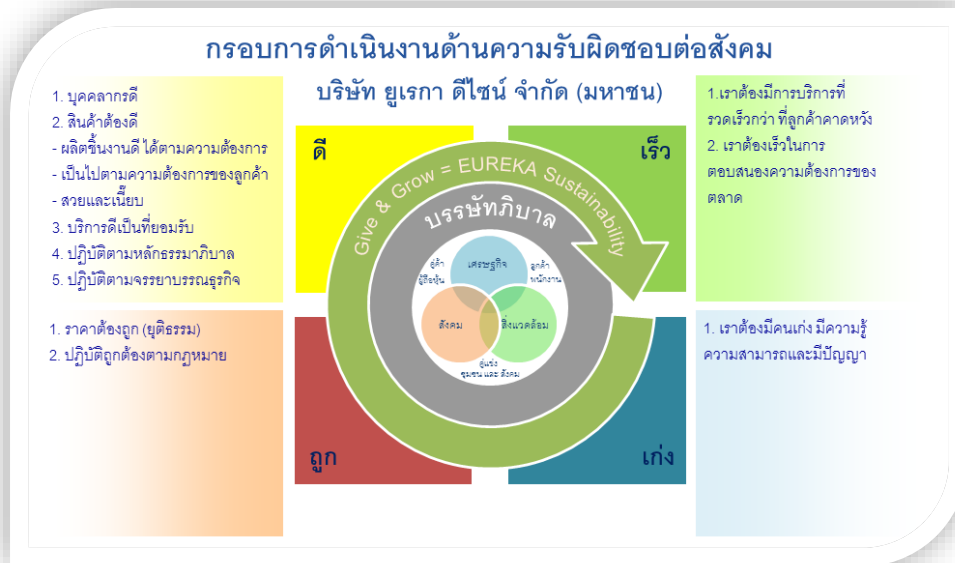 กรอบการดำเนินงานด้านความรับผิดชอบต่อสังคม
บริษัท ยูเรกา ดีไซน์ จำกัด (มหาชน)
1. บุคคลากรดี
2. สินค้าต้องดี
- ผลิตชิ้นงานดี ได้ตามความต้องการ
- เป็นไปตามความต้องการของลูกค้า
- สวยและเนี๊ยบ
3. บริการดีเป็นที่ยอมรับ
4. ปฏิบัติตามหลักธรรมาภิบาล
5. ปฏิบัติตามจรรยาบรรณธุรกิจ
ดี
เร็ว
1.เราต้องมีการบริการที่
รวดเร็วกว่า ที่ลูกค้าคาดหวัง
2. เราต้องเร็วในการ
ตอบสนองความต้องการของ
ตลาด
Give & Grow = EUREKA Sustainability
บรรษัทภิบาล
คู่ค้า
ผู้ถือหุ้น
เศรษฐกิจ
ลูกค้า
พนักงาน
สังคม
สิ่งแวดล้อม
คู่แข่ง
ชุมชน และ สังคม
1. ราคาต้องถูก (ยุติธรรม)
2. ปฏิบัติถูกต้องตามกฎหมาย
ถูก
เก่ง
1. เราต้องมีคนเก่ง มีความรู้
ความสามารถและมีปัญญา